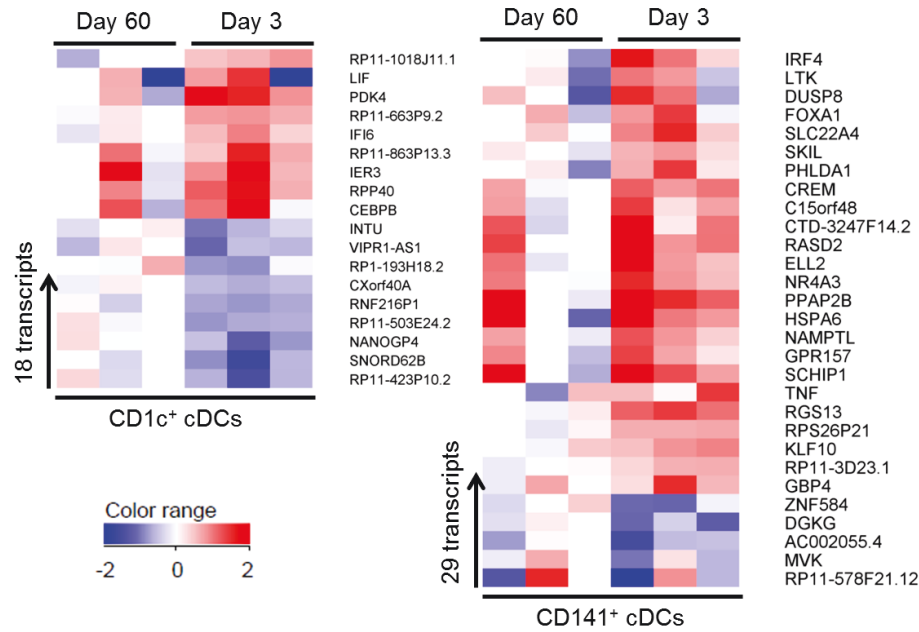 Day 60 Day 3
RP11-1018J11.1
LIF
PDK4
RP11-663P9.2
IFI6
RP11-863P13.3
IER3
RPP40
CEBPB
INTU
VIPR1-AS1
RP1-193H18.2
CXorf40A
RNF216P1
RP11-503E24.2
NANOGP4
SNORD62B
RP11-423P10.2
18 transcripts
CD1c⁺ cDCs
Color range
-2 0 2
Day 60 Day 3
IRF4
LTK
DUSP8
FOXA1
SLC22A4
SKIL
PHLDA1
CREM
C15orf48
CTD-3247F14.2
RASD2
ELL2
NR4A3
PPAP2B
HSPA6
NAMPTL
GPR157
SCHIP1
TNF
RGS13
RPS26P21
KLF10
RP11-3D23.1
GBP4
ZNF584
DGKG
AC002055.4
MVK
RP11-578F21.12
29 transcripts
CD141⁺ cDCs